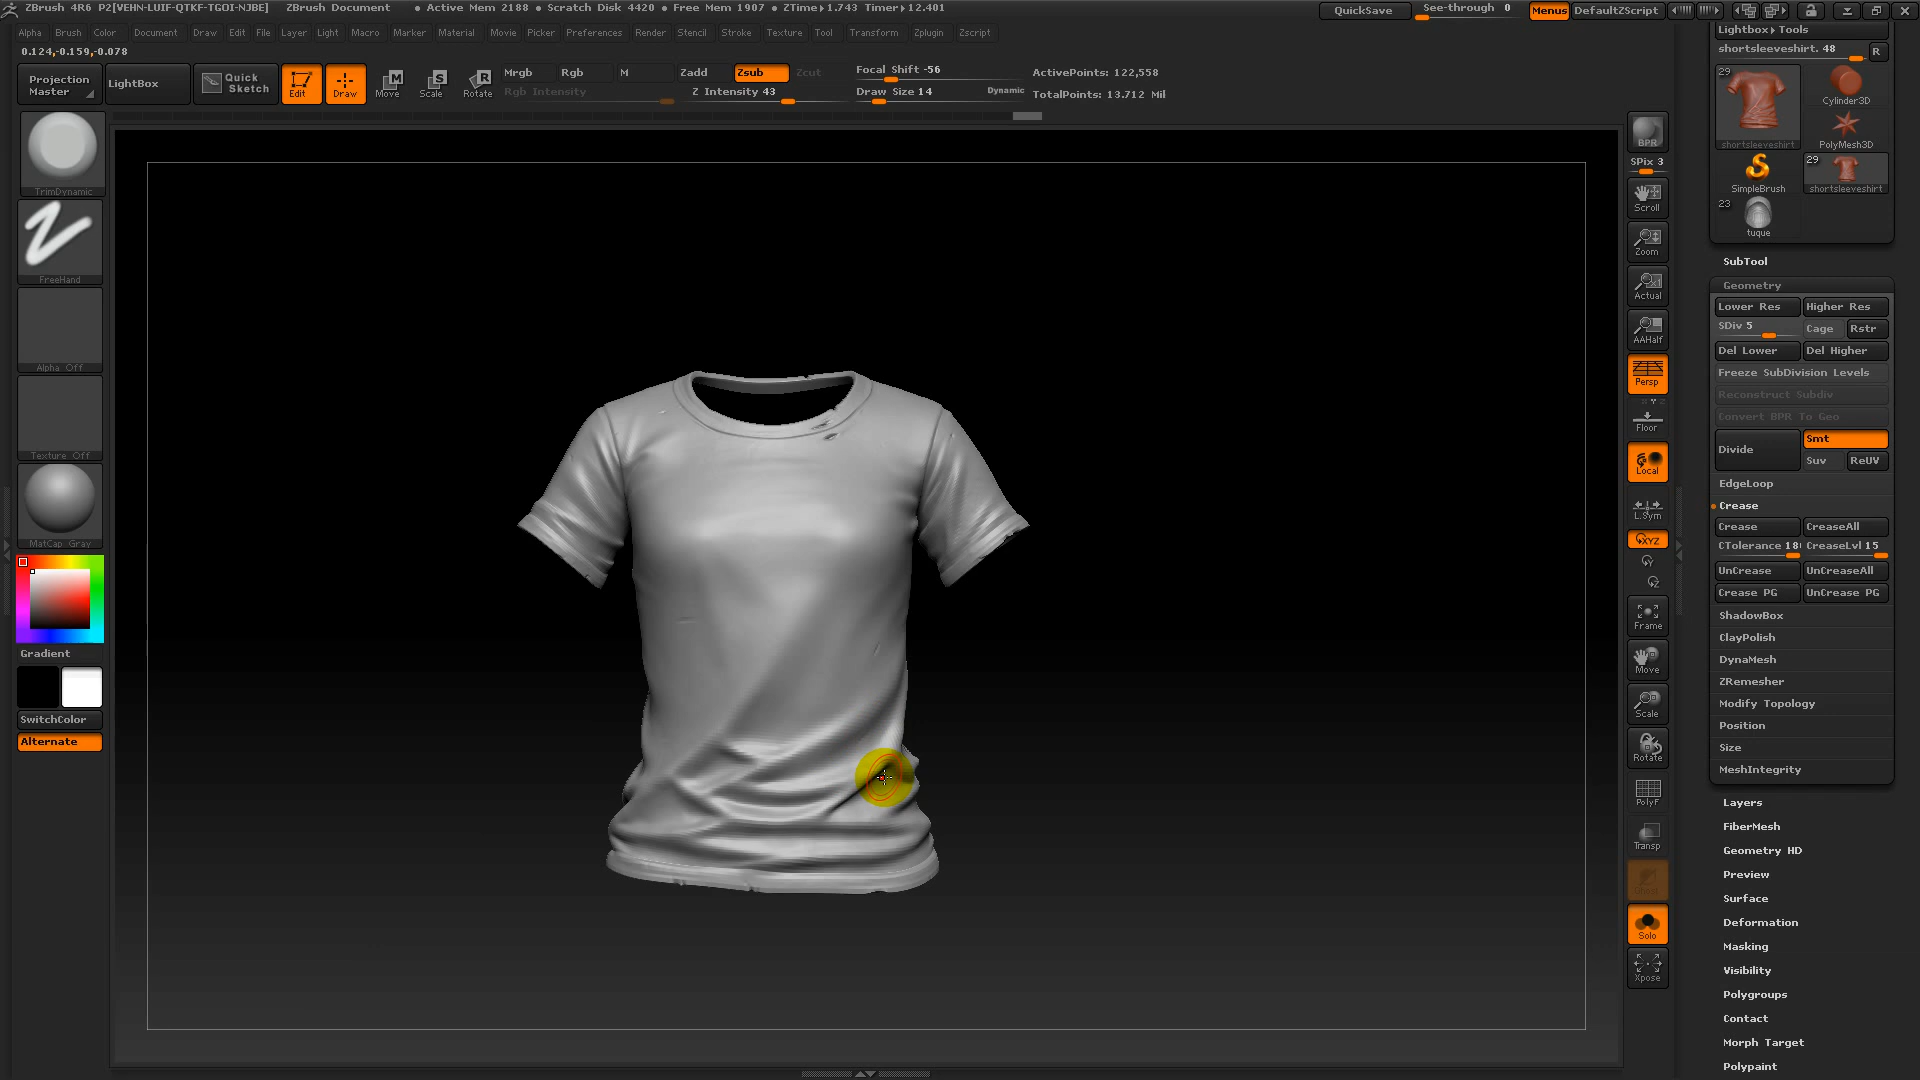 ZBrush 4R6 P2[VEHN-LUIF-QTKF-TGOI-NJBE] ZBrush Document • Active Mem 2188 • Scratch Disk 4420 • Free Mem 1907 • ZTime▸1.743 Timer▸12.401 QuickSave See-through 0 Menus DefaultZScript
Alpha Brush Color Document Draw Edit File Layer Light Macro Marker Material Movie Picker Preferences Render Stencil Stroke Texture Tool Transform Zplugin Zscript
0.124,-0.159,-0.078
Projection Master
LightBox
Quick Sketch
Edit
Draw
Move
Scale
Rotate
Mrgb Rgb M Zadd Zsub Zcut
Rgb Intensity Z Intensity 43
Focal Shift -56
Draw Size 14 Dynamic
ActivePoints: 122,558
TotalPoints: 13.712 Mil
TrimDynamic
FreeHand
Alpha Off
Texture Off
MatCap Gray
Gradient
SwitchColor
Alternate
BPR
SPix 3
Scroll
Zoom
Actual
AAHalf
Persp
Floor
Local
L.Sym
XYZ
Y
Z
Frame
Move
Scale
Rotate
PolyF
Transp
Ghost
Solo
Xpose
Lightbox▸Tools
shortsleeveshirt. 48 R
29
shortsleeveshirt
Cylinder3D
PolyMesh3D
SimpleBrush
29
shortsleeveshirt
23
tuque
SubTool
Geometry
Lower Res Higher Res
SDiv 5 Cage Rstr
Del Lower Del Higher
Freeze SubDivision Levels
Reconstruct Subdiv
Convert BPR To Geo
Divide Smt
Suv ReUV
EdgeLoop
Crease
Crease CreaseAll
CTolerance 18 CreaseLvl 15
UnCrease UnCreaseAll
Crease PG UnCrease PG
ShadowBox
ClayPolish
DynaMesh
ZRemesher
Modify Topology
Position
Size
MeshIntegrity
Layers
FiberMesh
Geometry HD
Preview
Surface
Deformation
Masking
Visibility
Polygroups
Contact
Morph Target
Polypaint